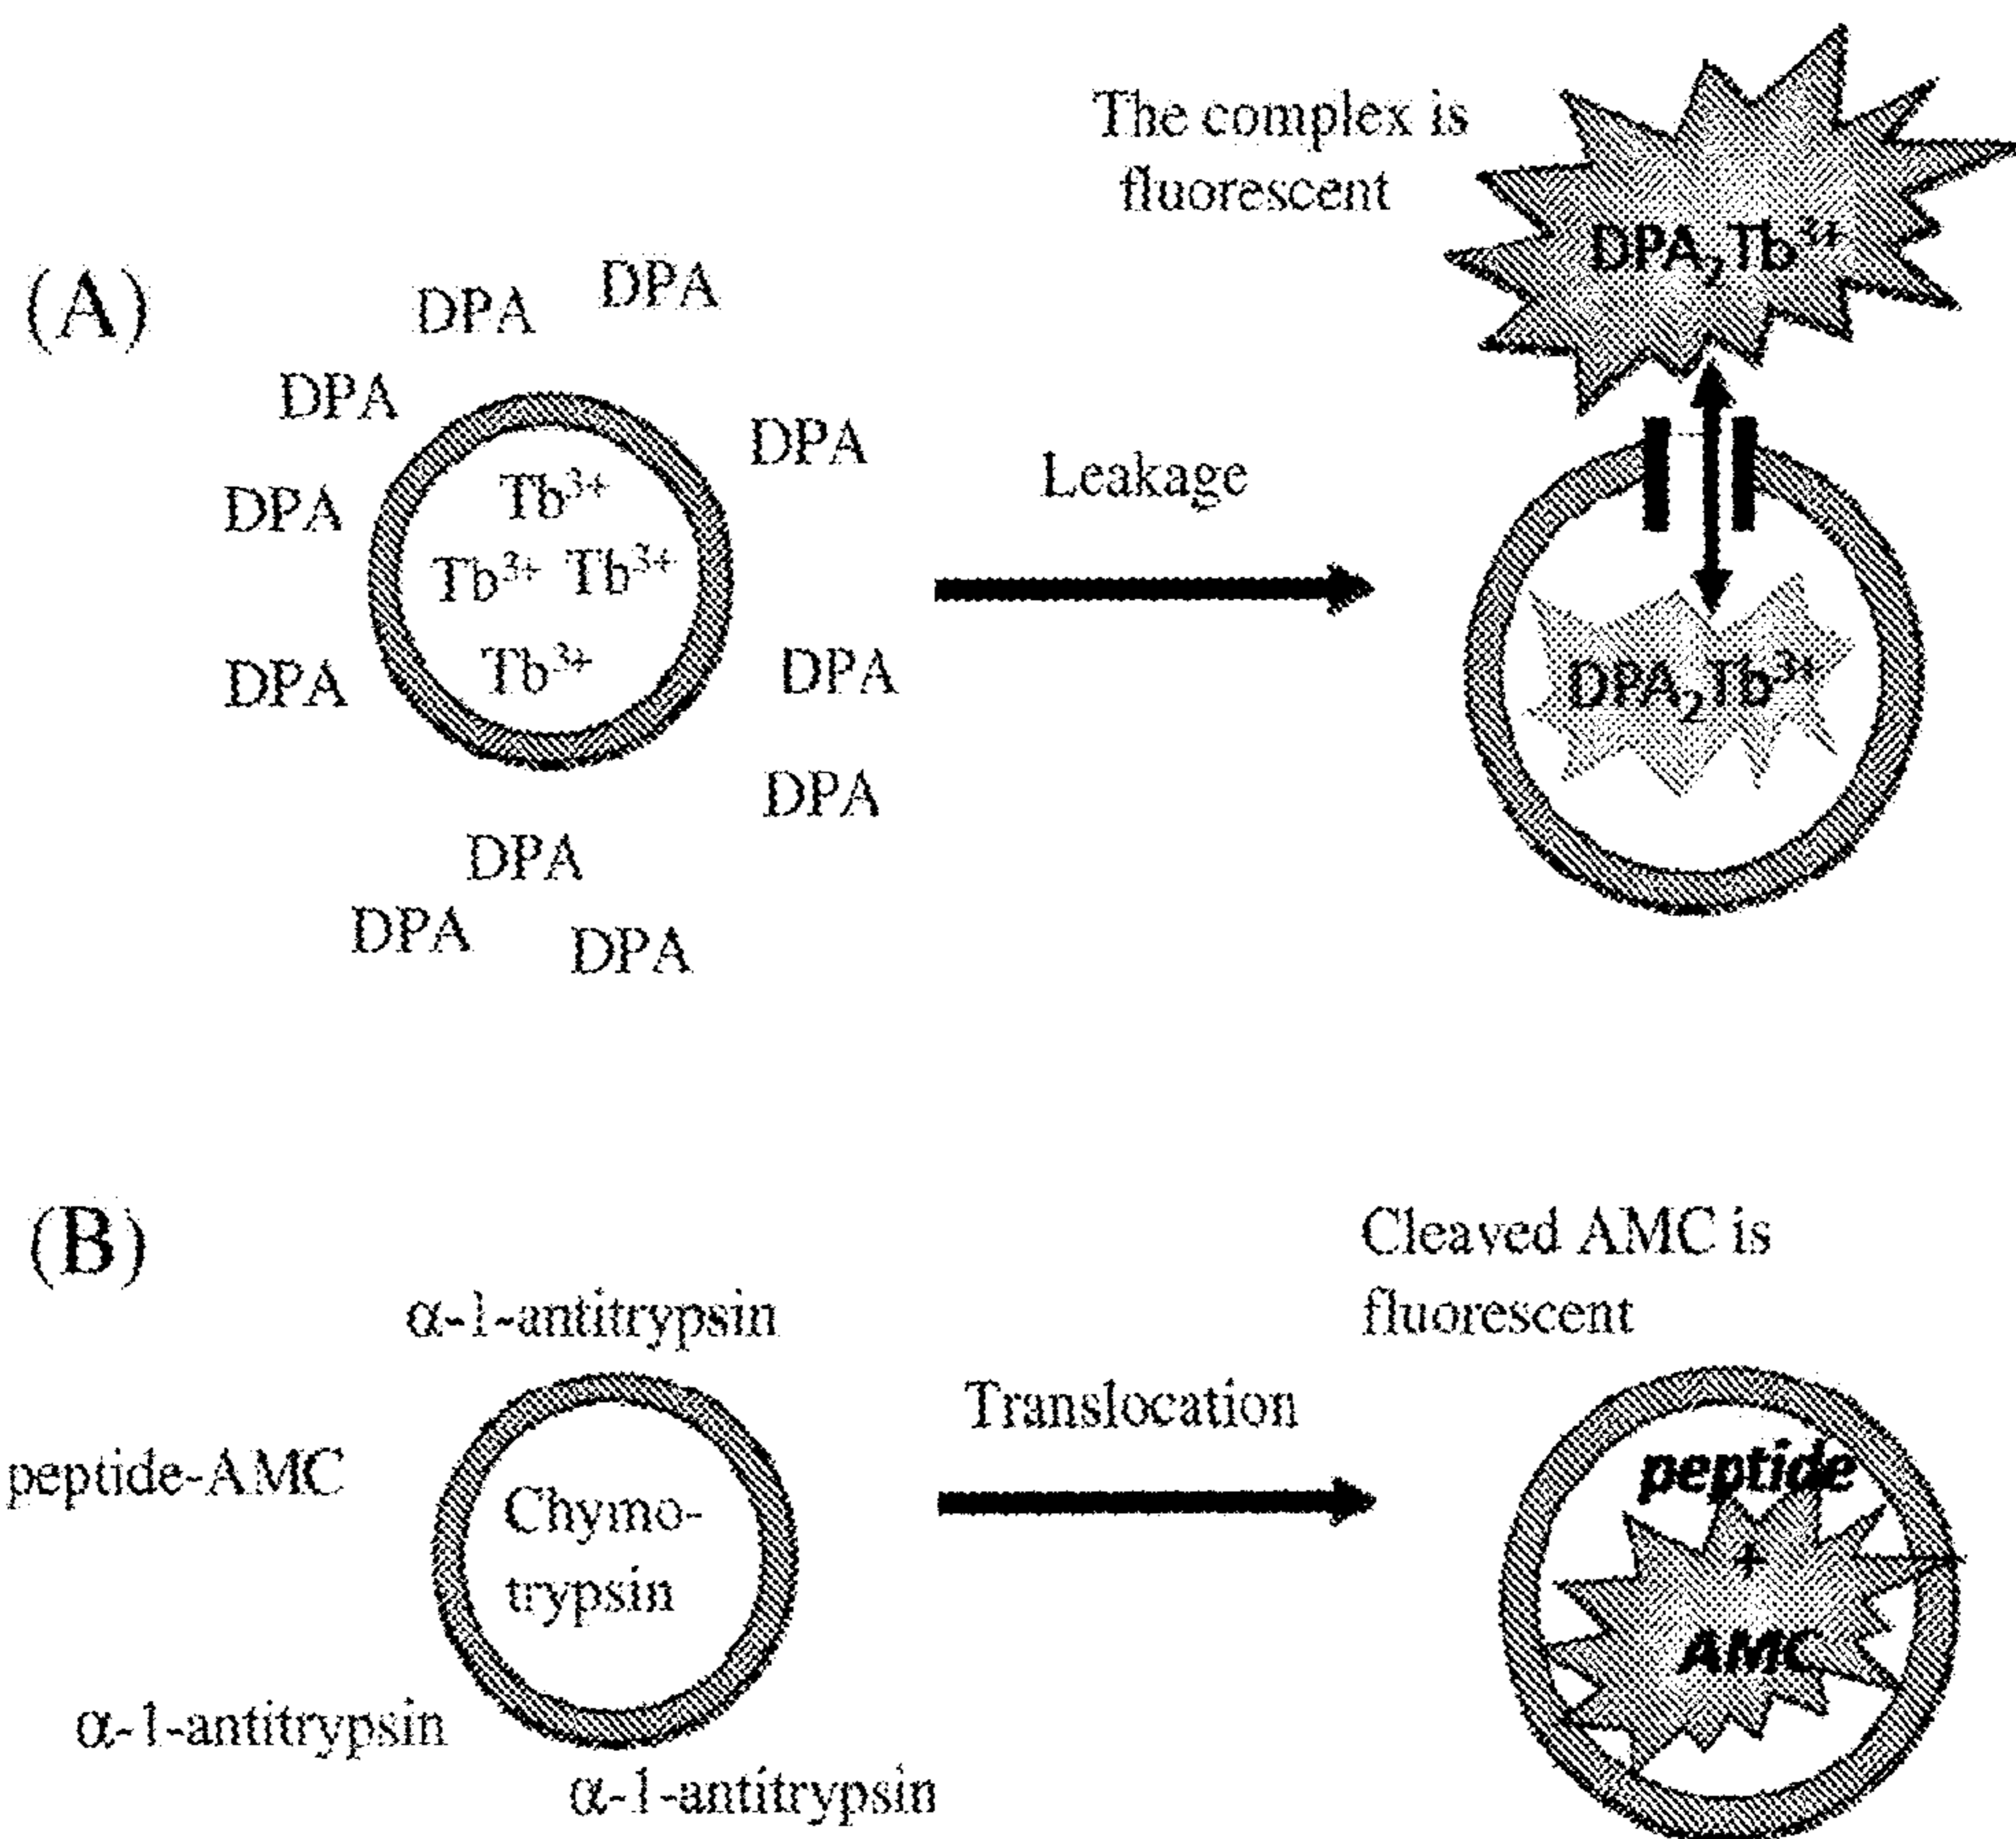 The complex is
fluorescent
DPA₂Tb³⁺
(A)
DPA
DPA
DPA
DPA
DPA
DPA
DPA
DPA
DPA
DPA
DPA
Tb³⁺
Tb³⁺ Tb³⁺
Tb³⁺
Leakage
DPA₂Tb³⁺
(B)
α-1-antitrypsin
peptide-AMC
Chymo-
trypsin
α-1-antitrypsin
α-1-antitrypsin
Translocation
Cleaved AMC is
fluorescent
peptide
+
AMC